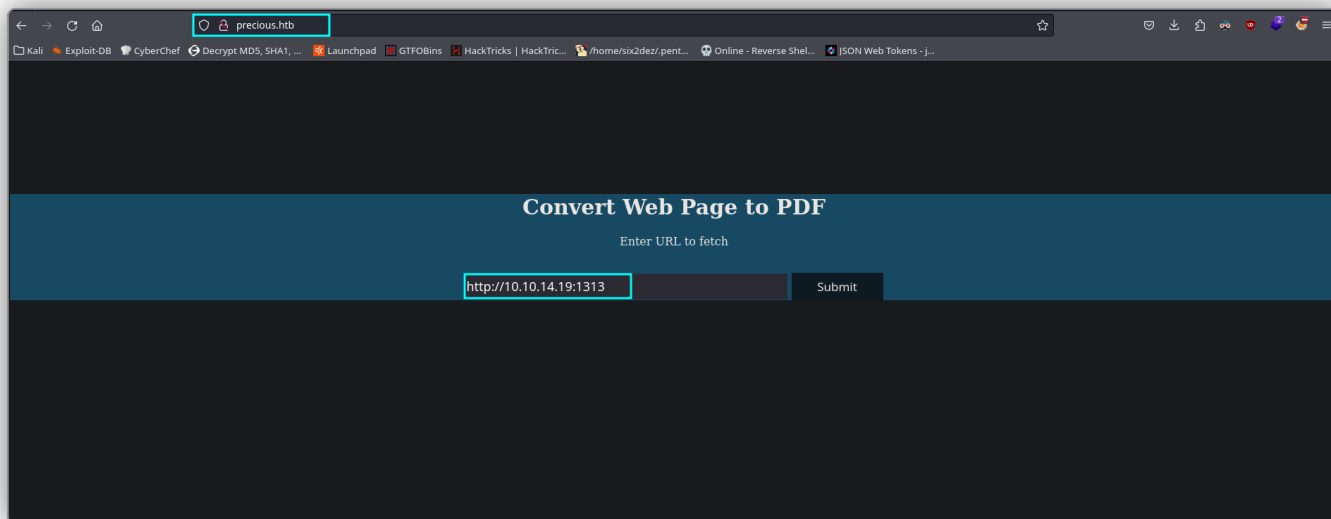 precious.htb
2
Kali Exploit-DB CyberChef Decrypt MD5, SHA1, ... Launchpad GTFOBins HackTricks | HackTric... /home/six2dez/.pent... Online - Reverse Shel... JSON Web Tokens - j...
Convert Web Page to PDF
Enter URL to fetch
http://10.10.14.19:1313 Submit